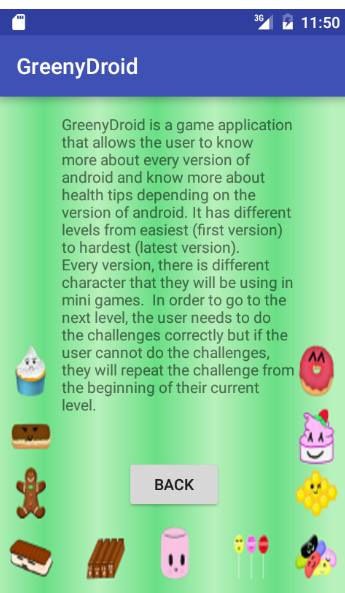 3G 11:50
GreenyDroid
GreenyDroid is a game application
that allows the user to know
more about every version of
android and know more about
health tips depending on the
version of android. It has different
levels from easiest (first version)
to hardest (latest version).
Every version, there is different
character that they will be using in
mini games.  In order to go to the
next level, the user needs to do
the challenges correctly but if the
user cannot do the challenges,
they will repeat the challenge from
the beginning of their current
level.
BACK